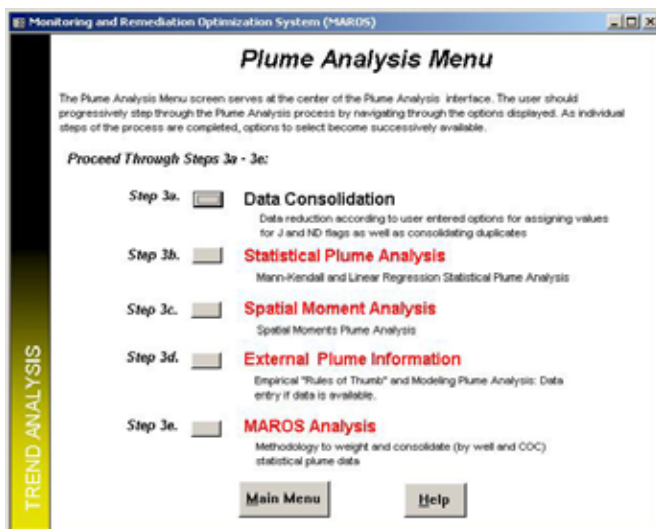 Monitoring and Remediation Optimization System (MAROS)
Plume Analysis Menu
The Plume Analysis Menu screen serves at the center of the Plume Analysis interface. The user should
progressively step through the Plume Analysis process by navigating through the options displayed. As individual
steps of the process are completed, options to select become successively available.
Proceed Through Steps 3a - 3e:
Step 3a. Data Consolidation
Data reduction according to user entered options for assigning values
for J and ND flags as well as consolidating duplicates
Step 3b. Statistical Plume Analysis
Mann-Kendall and Linear Regression Statistical Plume Analysis
Step 3c. Spatial Moment Analysis
Spatial Moments Plume Analysis
Step 3d. External Plume Information
Empirical "Rules of Thumb" and Modeling Plume Analysis: Data
entry if data is available.
Step 3e. MAROS Analysis
Methodology to weight and consolidate (by well and COC)
statistical plume data
Main Menu Help
TREND ANALYSIS